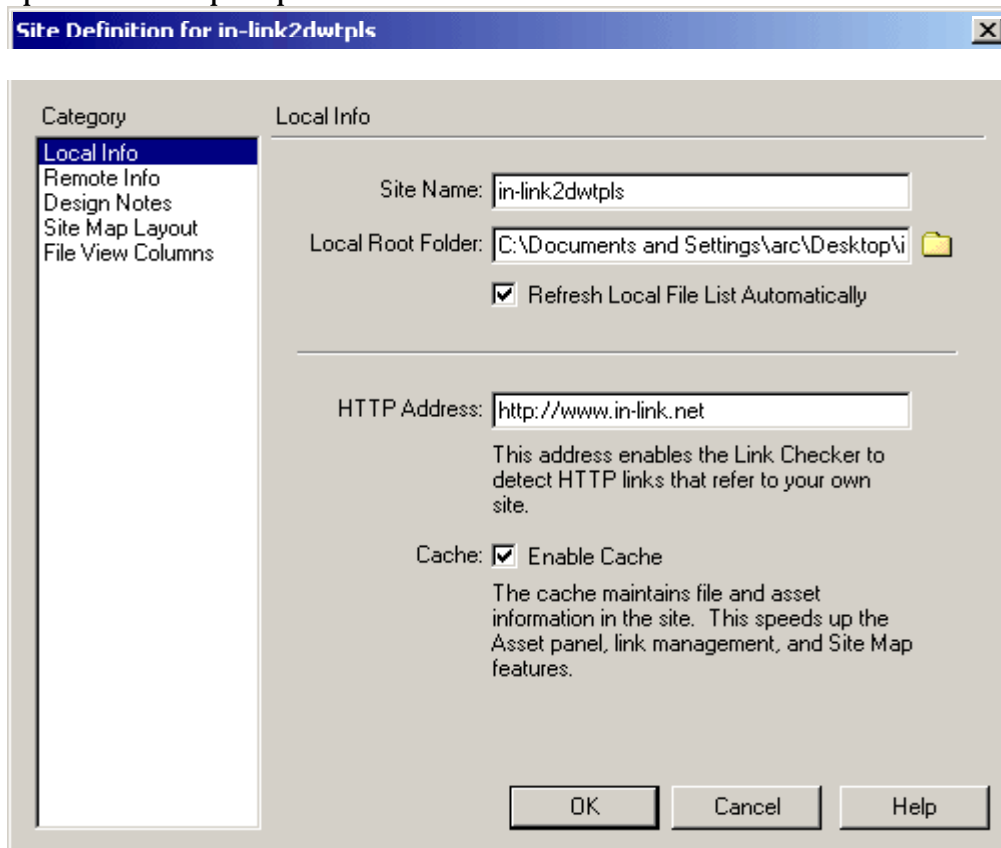 Site Definition for in-link2dwtpls
Category
Local Info
Local Info
Remote Info
Design Notes
Site Map Layout
File View Columns
Site Name: in-link2dwtpls
Local Root Folder: C:\Documents and Settings\arc\Desktop\i
Refresh Local File List Automatically
HTTP Address: http://www.in-link.net
This address enables the Link Checker to
detect HTTP links that refer to your own
site.
Cache: Enable Cache
The cache maintains file and asset
information in the site. This speeds up the
Asset panel, link management, and Site Map
features.
OK Cancel Help